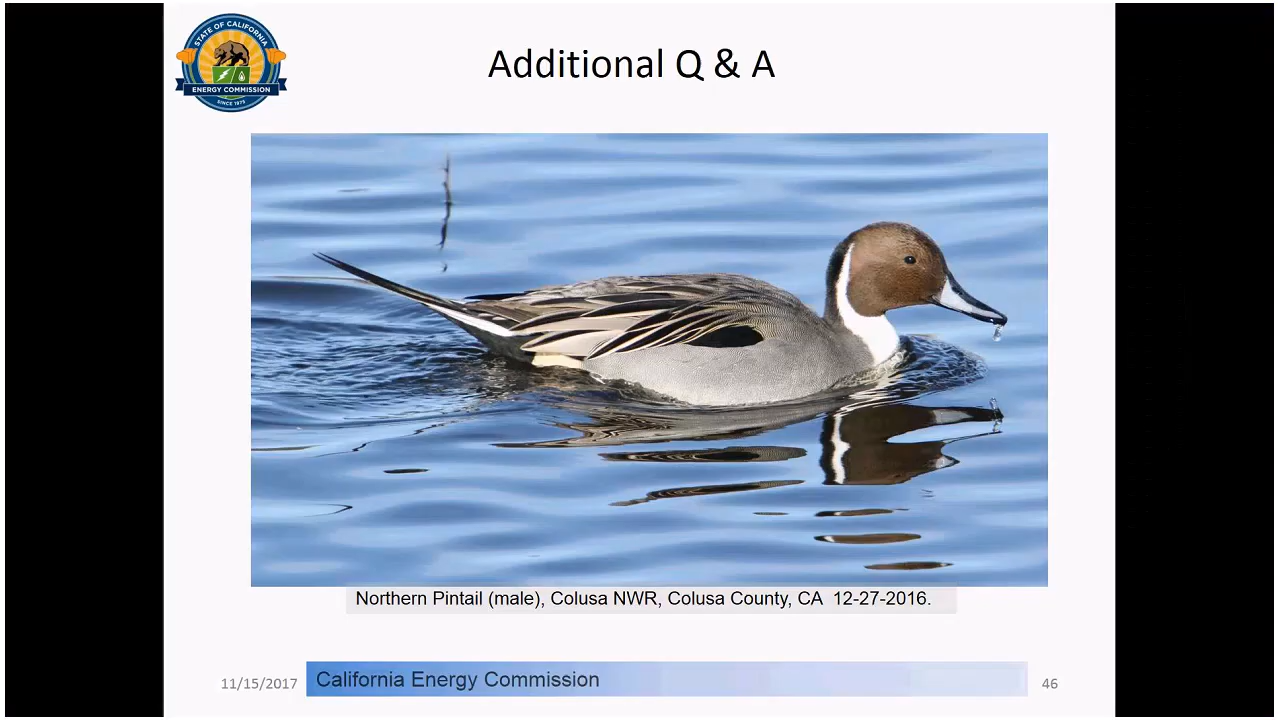 STATE OF CALIFORNIA
ENERGY COMMISSION
SINCE 1975
Additional Q & A
Northern Pintail (male), Colusa NWR, Colusa County, CA 12-27-2016.
11/15/2017
California Energy Commission
46